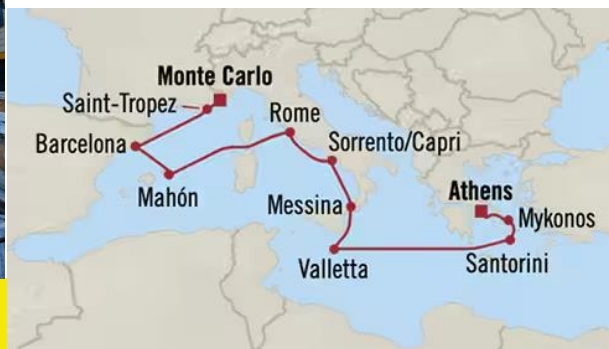 Monte Carlo
Saint-Tropez
Rome
Barcelona
Sorrento/Capri
Mahón
Messina
Athens
Mykonos
Valletta
Santorini